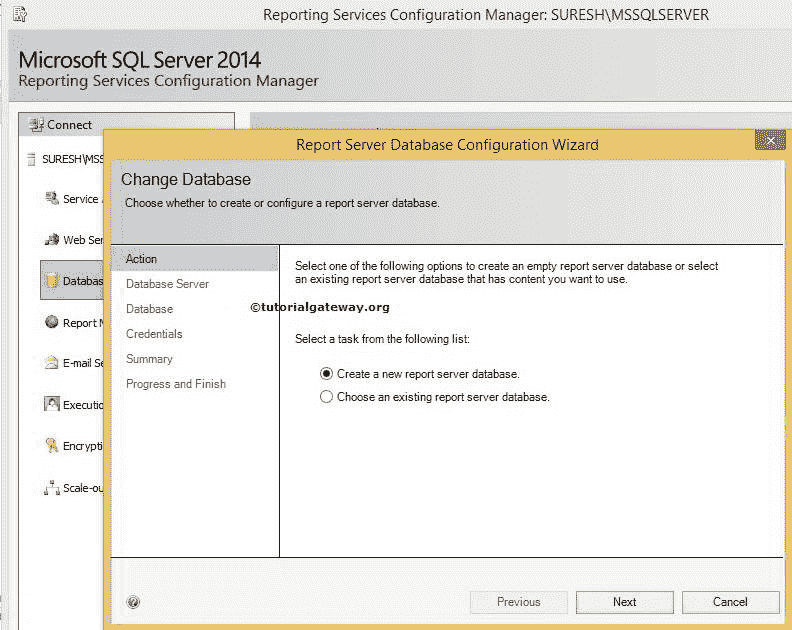 Reporting Services Configuration Manager: SURESH\MSSQLSERVER
Microsoft SQL Server 2014
Reporting Services Configuration Manager
Connect
SURESH\MSS
Service
Web Ser
Databas
Report M
E-mail Se
Executio
Encrypti
Scale-ou
Report Server Database Configuration Wizard
Change Database
Choose whether to create or configure a report server database.
Action
Database Server
Database
Credentials
Summary
Progress and Finish
Select one of the following options to create an empty report server database or select
an existing report server database that has content you want to use.
©tutorialgateway.org
Select a task from the following list:
Create a new report server database.
Choose an existing report server database.
Previous
Next
Cancel